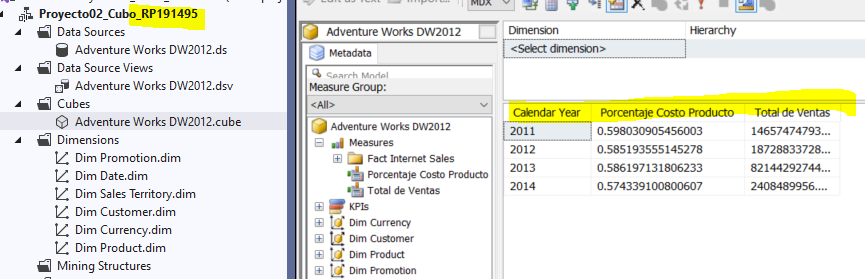 Proyecto02_Cubo_RP191495
Data Sources
Adventure Works DW2012.ds
Data Source Views
Adventure Works DW2012.dsv
Cubes
Adventure Works DW2012.cube
Dimensions
Dim Promotion.dim
Dim Date.dim
Dim Sales Territory.dim
Dim Customer.dim
Dim Currency.dim
Dim Product.dim
Mining Structures
Edit as Text Import... MDX
Adventure Works DW2012
Metadata
Search Model
Measure Group:
<All>
Adventure Works DW2012
Measures
Fact Internet Sales
Porcentaje Costo Producto
Total de Ventas
KPIs
Dim Currency
Dim Customer
Dim Product
Dim Promotion
Dimension Hierarchy
<Select dimension>
Calendar Year Porcentaje Costo Producto Total de Ventas
2011 0.598030905456003 14657474793....
2012 0.585193555145278 18728833728....
2013 0.586197131806233 82144292744....
2014 0.574339100800607 2408489956....